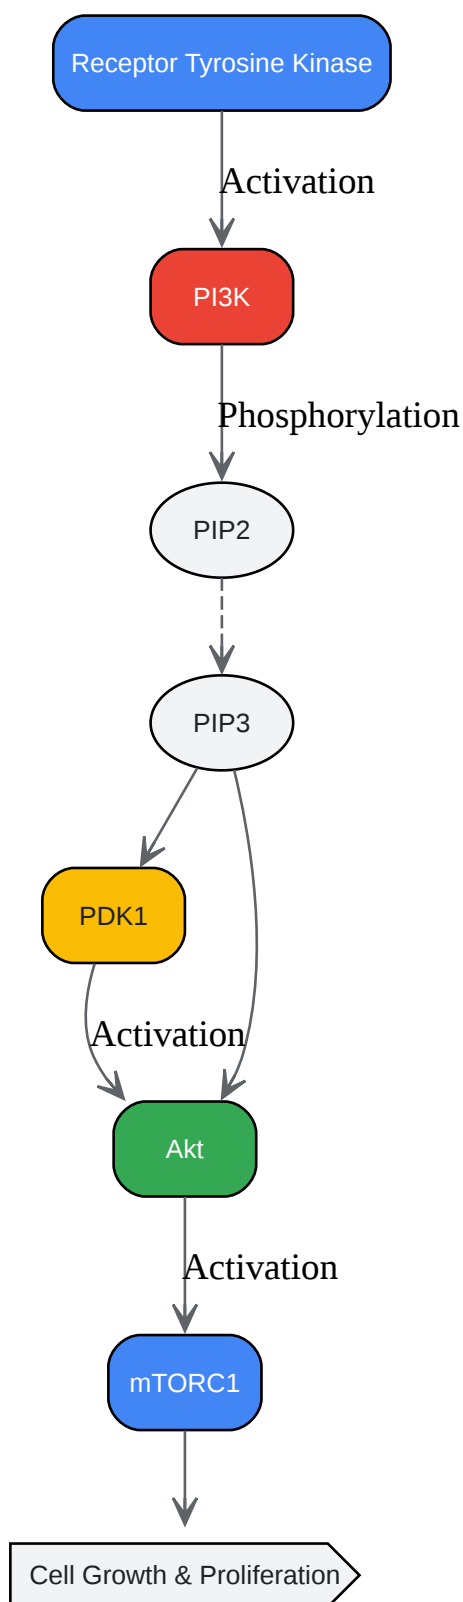 Receptor Tyrosine Kinase
Activation
PI3K
Phosphorylation
PIP2
PIP3
PDK1
Activation
Akt
Activation
mTORC1
Cell Growth & Proliferation